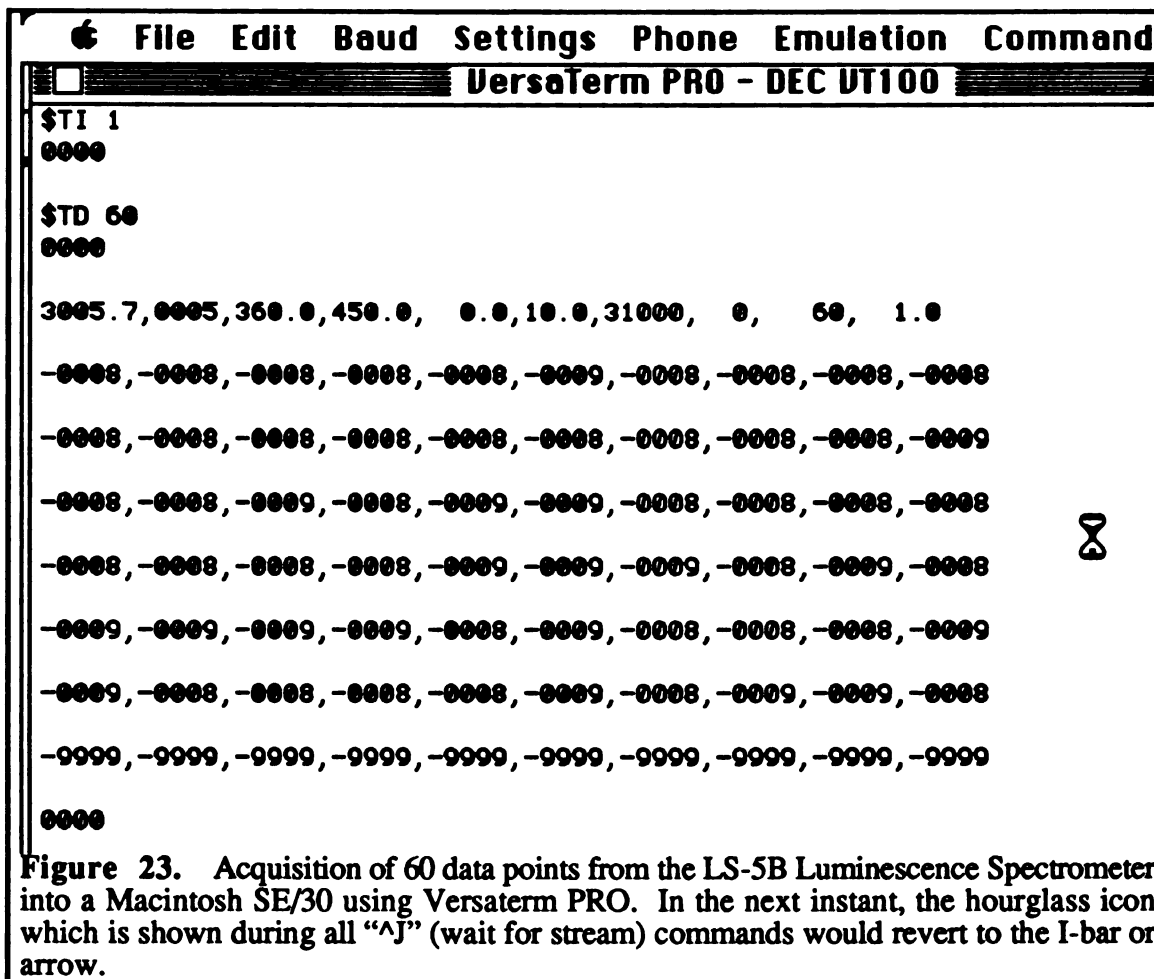 File Edit Baud Settings Phone Emulation Command
VersaTerm PRO - DEC VT100
$TI 1
0000
$TD 60
0000
3005.7,0005,360.0,450.0, 0.0,10.0,31000, 0, 60, 1.0
-0008,-0008,-0008,-0008,-0008,-0009,-0008,-0008,-0008,-0008
-0008,-0008,-0008,-0008,-0008,-0008,-0008,-0008,-0008,-0009
-0008,-0008,-0009,-0008,-0009,-0009,-0008,-0008,-0008,-0008
-0008,-0008,-0008,-0008,-0009,-0009,-0009,-0008,-0009,-0008
-0009,-0009,-0009,-0009,-0008,-0009,-0008,-0008,-0008,-0009
-0009,-0008,-0008,-0008,-0008,-0009,-0008,-0009,-0009,-0008
-9999,-9999,-9999,-9999,-9999,-9999,-9999,-9999,-9999,-9999
0000
Figure 23. Acquisition of 60 data points from the LS-5B Luminescence Spectrometer
into a Macintosh SE/30 using Versaterm PRO. In the next instant, the hourglass icon
which is shown during all “^J” (wait for stream) commands would revert to the I-bar or
arrow.